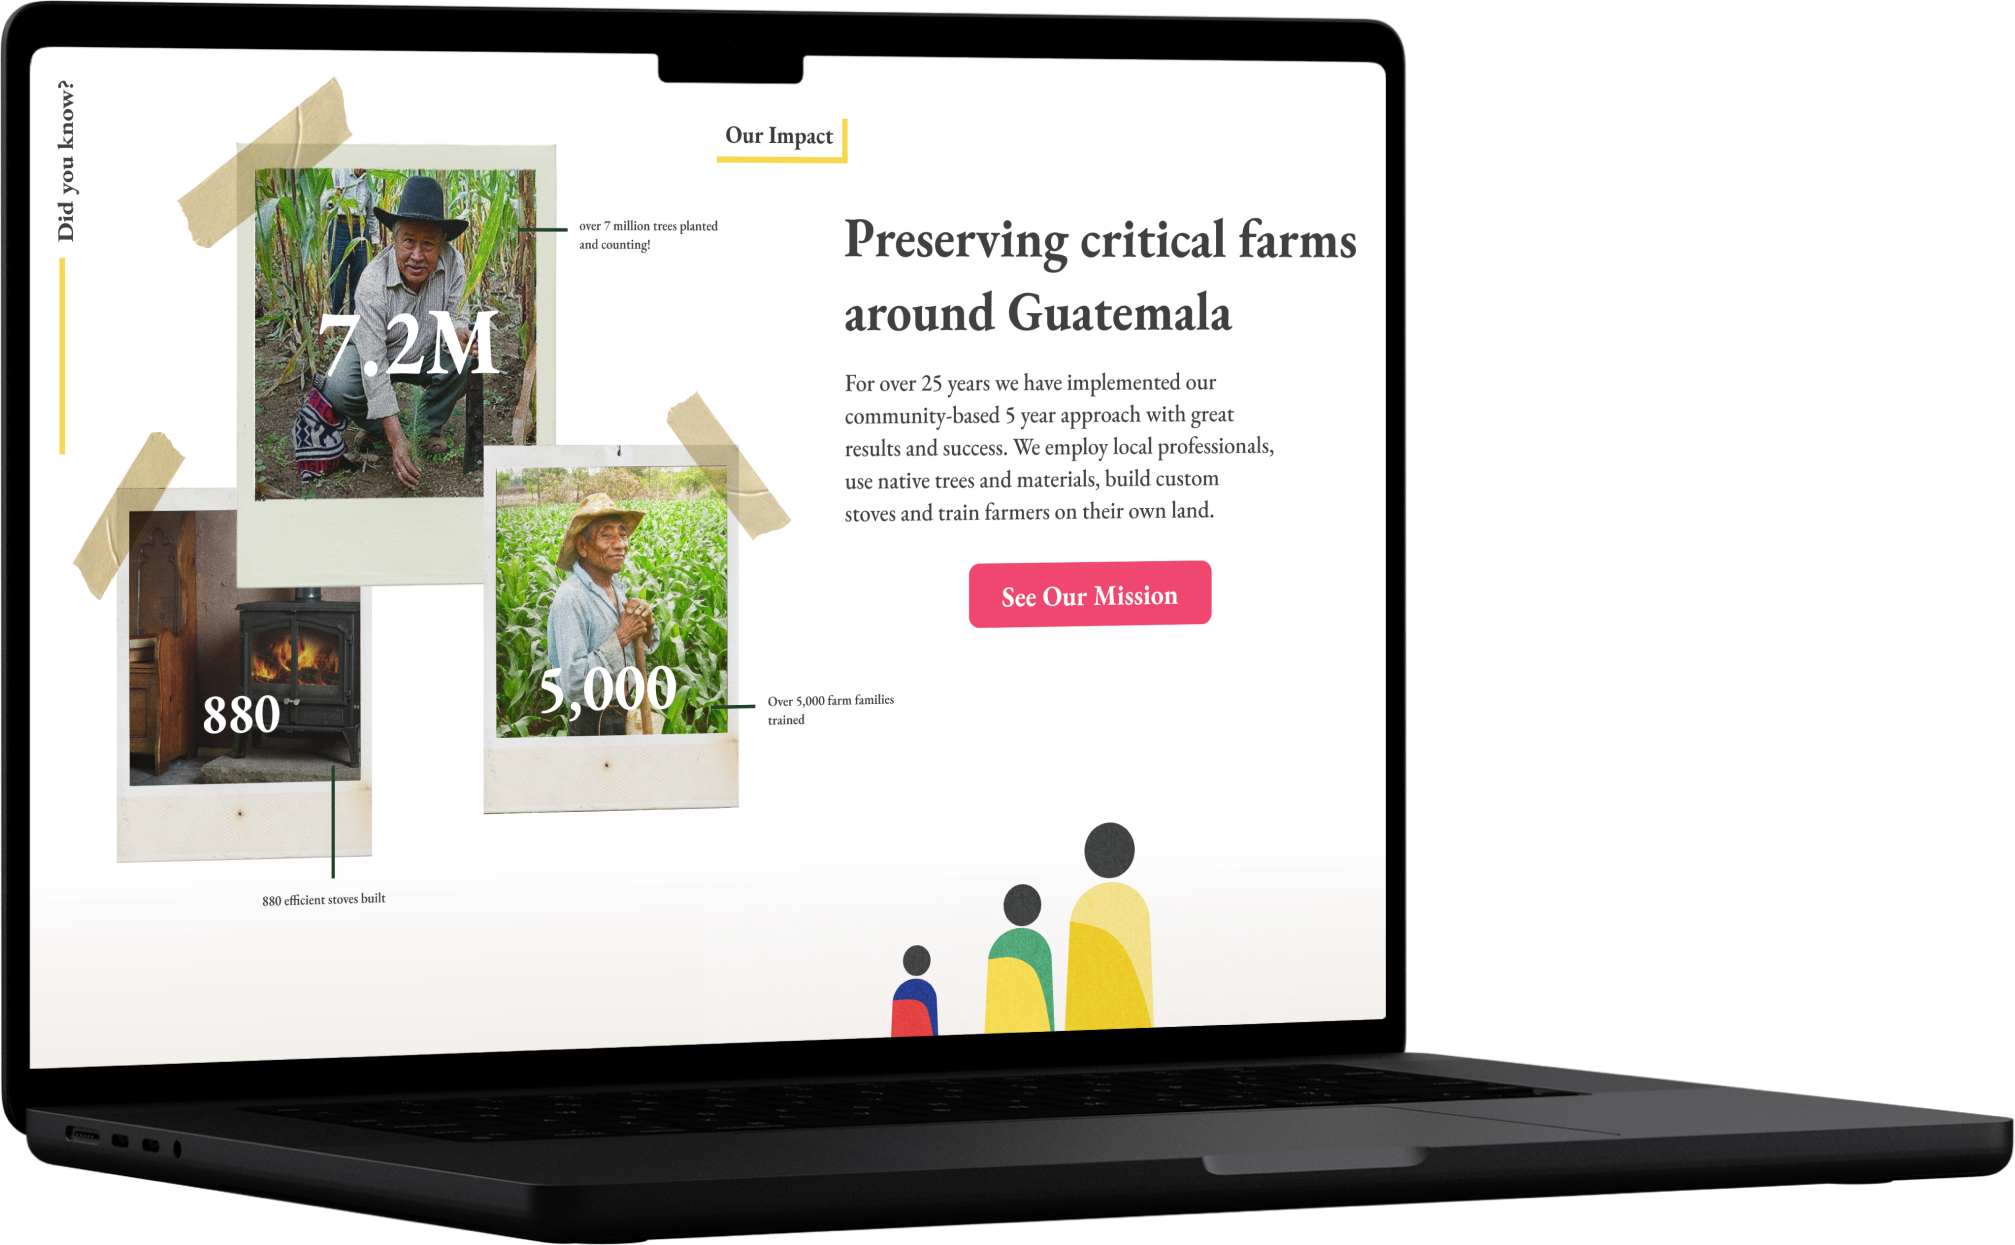 Did you know?
7.2M
over 7 million trees planted
and counting!
880
880 efficient stoves built
5,000
Over 5,000 farm families
trained
Our Impact
Preserving critical farms
around Guatemala
For over 25 years we have implemented our
community-based 5 year approach with great
results and success. We employ local professionals,
use native trees and materials, build custom
stoves and train farmers on their own land.
See Our Mission